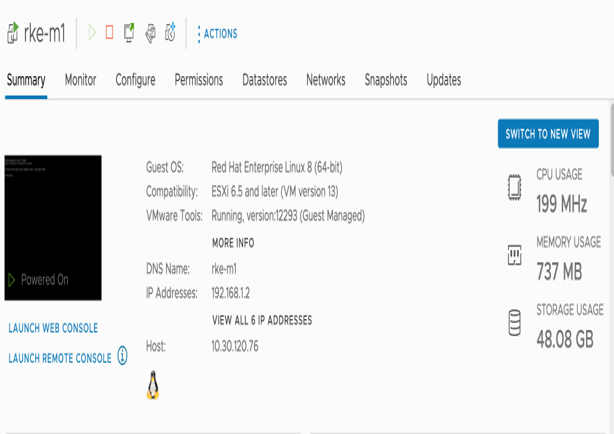 rke-m1
ACTIONS
Summary Monitor Configure Permissions Datastores Networks Snapshots Updates
SWITCH TO NEW VIEW
Guest OS: Red Hat Enterprise Linux 8 (64-bit)
Compatibility: ESXi 6.5 and later (VM version 13)
VMware Tools: Running, version:12293 (Guest Managed)
MORE INFO
DNS Name: rke-m1
IP Addresses: 192.168.1.2
VIEW ALL 6 IP ADDRESSES
Host: 10.30.120.76
Powered On
LAUNCH WEB CONSOLE
LAUNCH REMOTE CONSOLE
CPU USAGE
199 MHz
MEMORY USAGE
737 MB
STORAGE USAGE
48.08 GB